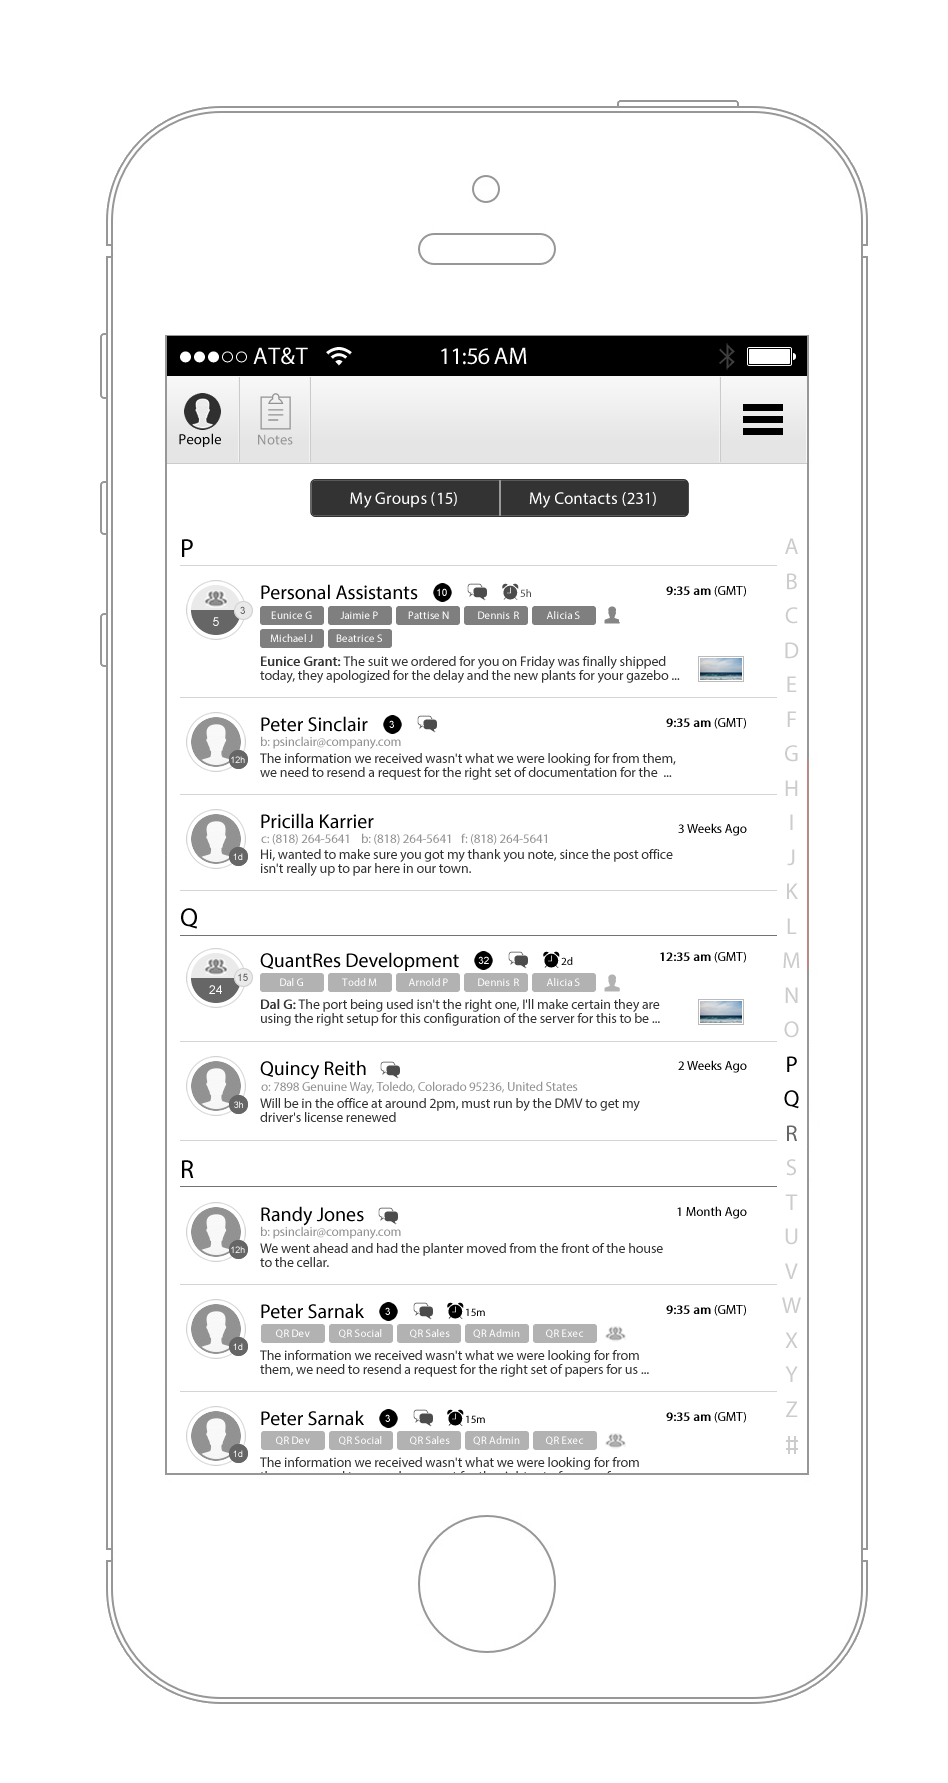 AT&T 11:56 AM
People Notes
My Groups (15) My Contacts (231)
P
Personal Assistants 10 5h 9:35 am (GMT)
5 3
Eunice G Jaimie P Pattise N Dennis R Alicia S
Michael J Beatrice S
Eunice Grant: The suit we ordered for you on Friday was finally shipped
today, they apologized for the delay and the new plants for your gazebo ...
Peter Sinclair 3 9:35 am (GMT)
b: psinclair@company.com
12h
The information we received wasn't what we were looking for from them,
we need to resend a request for the right set of documentation for the ...
Pricilla Karrier 3 Weeks Ago
c: (818) 264-5641 b: (818) 264-5641 f: (818) 264-5641
1d
Hi, wanted to make sure you got my thank you note, since the post office
isn't really up to par here in our town.
Q
QuantRes Development 32 2d 12:35 am (GMT)
24 15
Dal G Todd M Arnold P Dennis R Alicia S
Dal G: The port being used isn't the right one, I'll make certain they are
using the right setup for this configuration of the server for this to be ...
Quincy Reith 2 Weeks Ago
o: 7898 Genuine Way, Toledo, Colorado 95236, United States
3h
Will be in the office at around 2pm, must run by the DMV to get my
driver's license renewed
R
Randy Jones 1 Month Ago
b: psinclair@company.com
12h
We went ahead and had the planter moved from the front of the house
to the cellar.
Peter Sarnak 3 15m 9:35 am (GMT)
QR Dev QR Social QR Sales QR Admin QR Exec
1d
The information we received wasn't what we were looking for from
them, we need to resend a request for the right set of papers for us ...
Peter Sarnak 3 15m 9:35 am (GMT)
QR Dev QR Social QR Sales QR Admin QR Exec
1d
The information we received wasn't what we were looking for from
A
B
C
D
E
F
G
H
I
J
K
L
M
N
O
P
Q
R
S
T
U
V
W
X
Y
Z
#